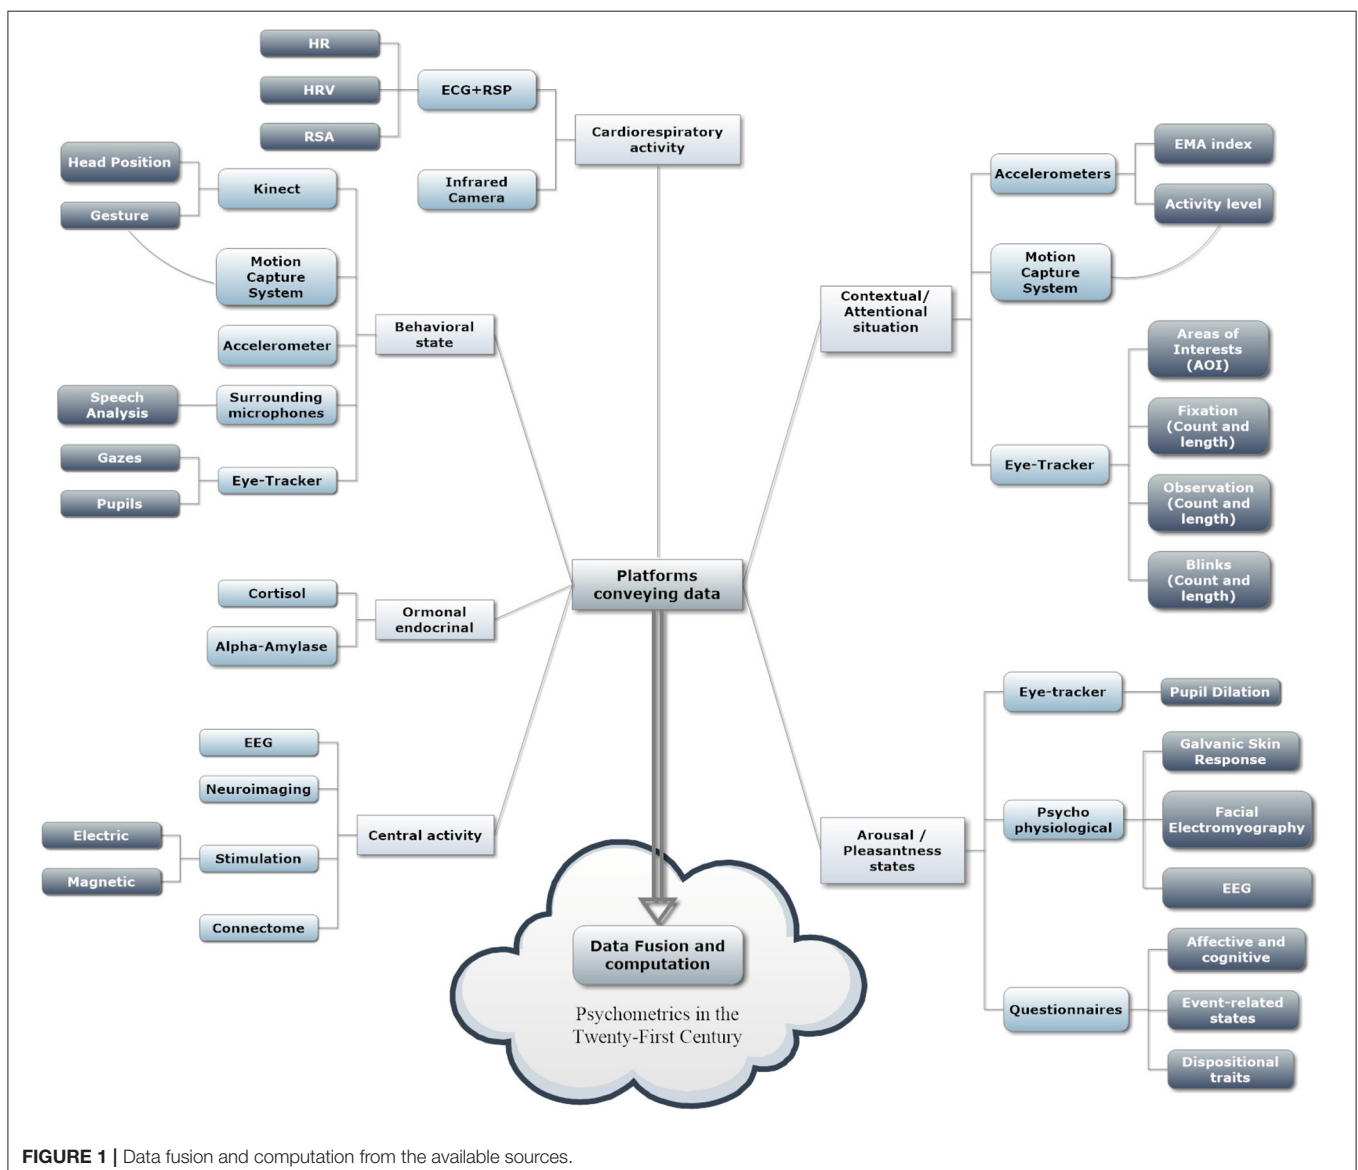 HR
HRV
RSA
ECG+RSP
Infrared
Camera
Cardiorespiratory
activity
Head Position
Gesture
Kinect
Motion
Capture
System
Accelerometer
Speech
Analysis
Surrounding
microphones
Gazes
Pupils
Eye-Tracker
Behavioral
state
Cortisol
Alpha-Amylase
Ormonal
endocrinal
EEG
Neuroimaging
Electric
Magnetic
Stimulation
Connectome
Central activity
Platforms
conveying data
Contextual/
Attentional
situation
Accelerometers
EMA index
Activity level
Motion
Capture
System
Eye-Tracker
Areas of
Interests
(AOI)
Fixation
(Count and
length)
Observation
(Count and
length)
Blinks
(Count and
length)
Arousal /
Pleasantness
states
Eye-tracker
Pupil Dilation
Psycho
physiological
Galvanic Skin
Response
Facial
Electromyography
EEG
Questionnaires
Affective and
cognitive
Event-related
states
Dispositional
traits
Data Fusion and
computation
Psychometrics in the
Twenty-First Century
FIGURE 1 | Data fusion and computation from the available sources.